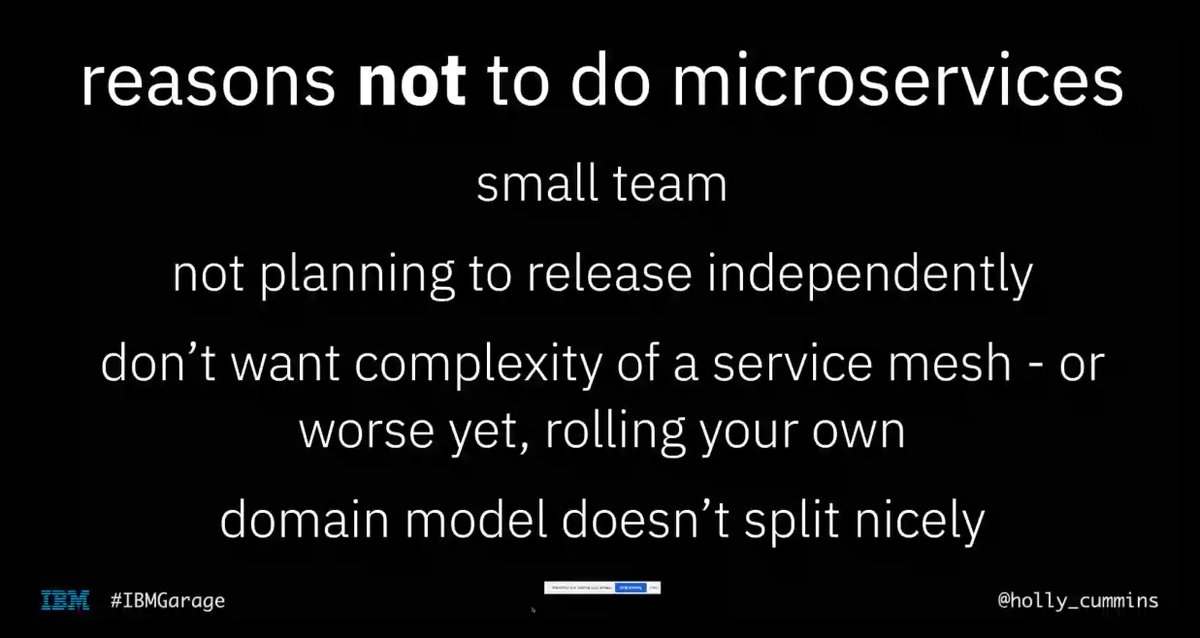 reasons not to do microservices
small team
not planning to release independently
don’t want complexity of a service mesh - or
worse yet, rolling your own
domain model doesn’t split nicely
IBM #IBMGarage
@holly_cummins